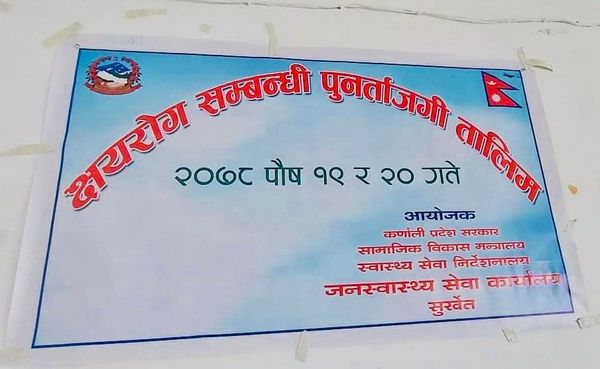 क्षयरोग सम्बन्धी पुनर्ताजगी तालिम
२०७८ पौष १९ र २० गते
आयोजक
कर्णाली प्रदेश सरकार
सामाजिक विकास मन्त्रालय
स्वास्थ्य सेवा निर्देशनालय
जनस्वास्थ्य सेवा कार्यालय
सुर्खेत